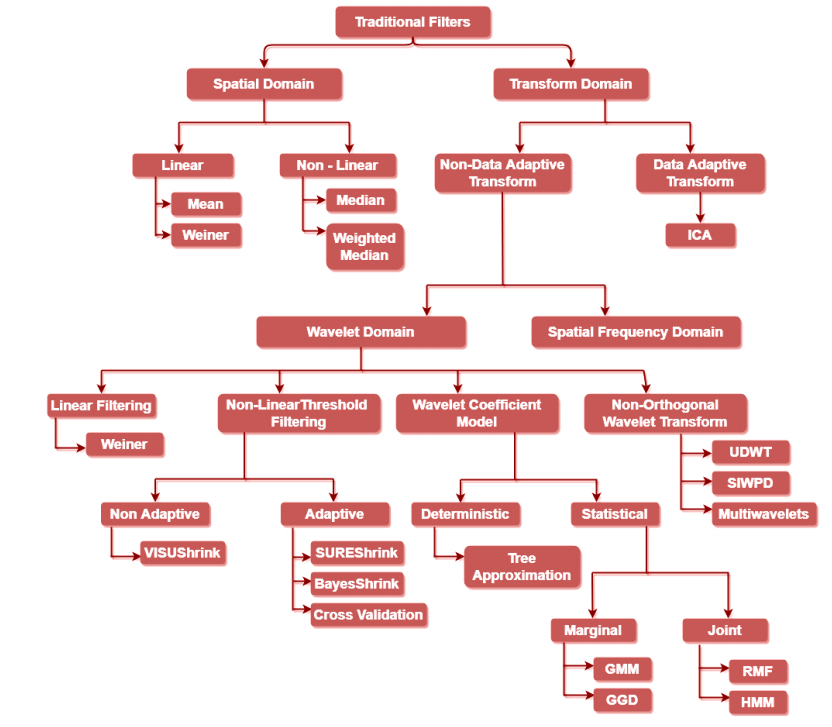 Traditional Filters
Spatial Domain
Transform Domain
Linear
Non - Linear
Non-Data Adaptive
Transform
Data Adaptive
Transform
Mean
Weiner
Median
Weighted
Median
ICA
Wavelet Domain
Spatial Frequency Domain
Linear Filtering
Non-LinearThreshold
Filtering
Wavelet Coefficient
Model
Non-Orthogonal
Wavelet Transform
Weiner
UDWT
SIWPD
Multiwavelets
Non Adaptive
Adaptive
Deterministic
Statistical
VISUShrink
SUREShrink
BayesShrink
Cross Validation
Tree
Approximation
Marginal
Joint
GMM
GGD
RMF
HMM